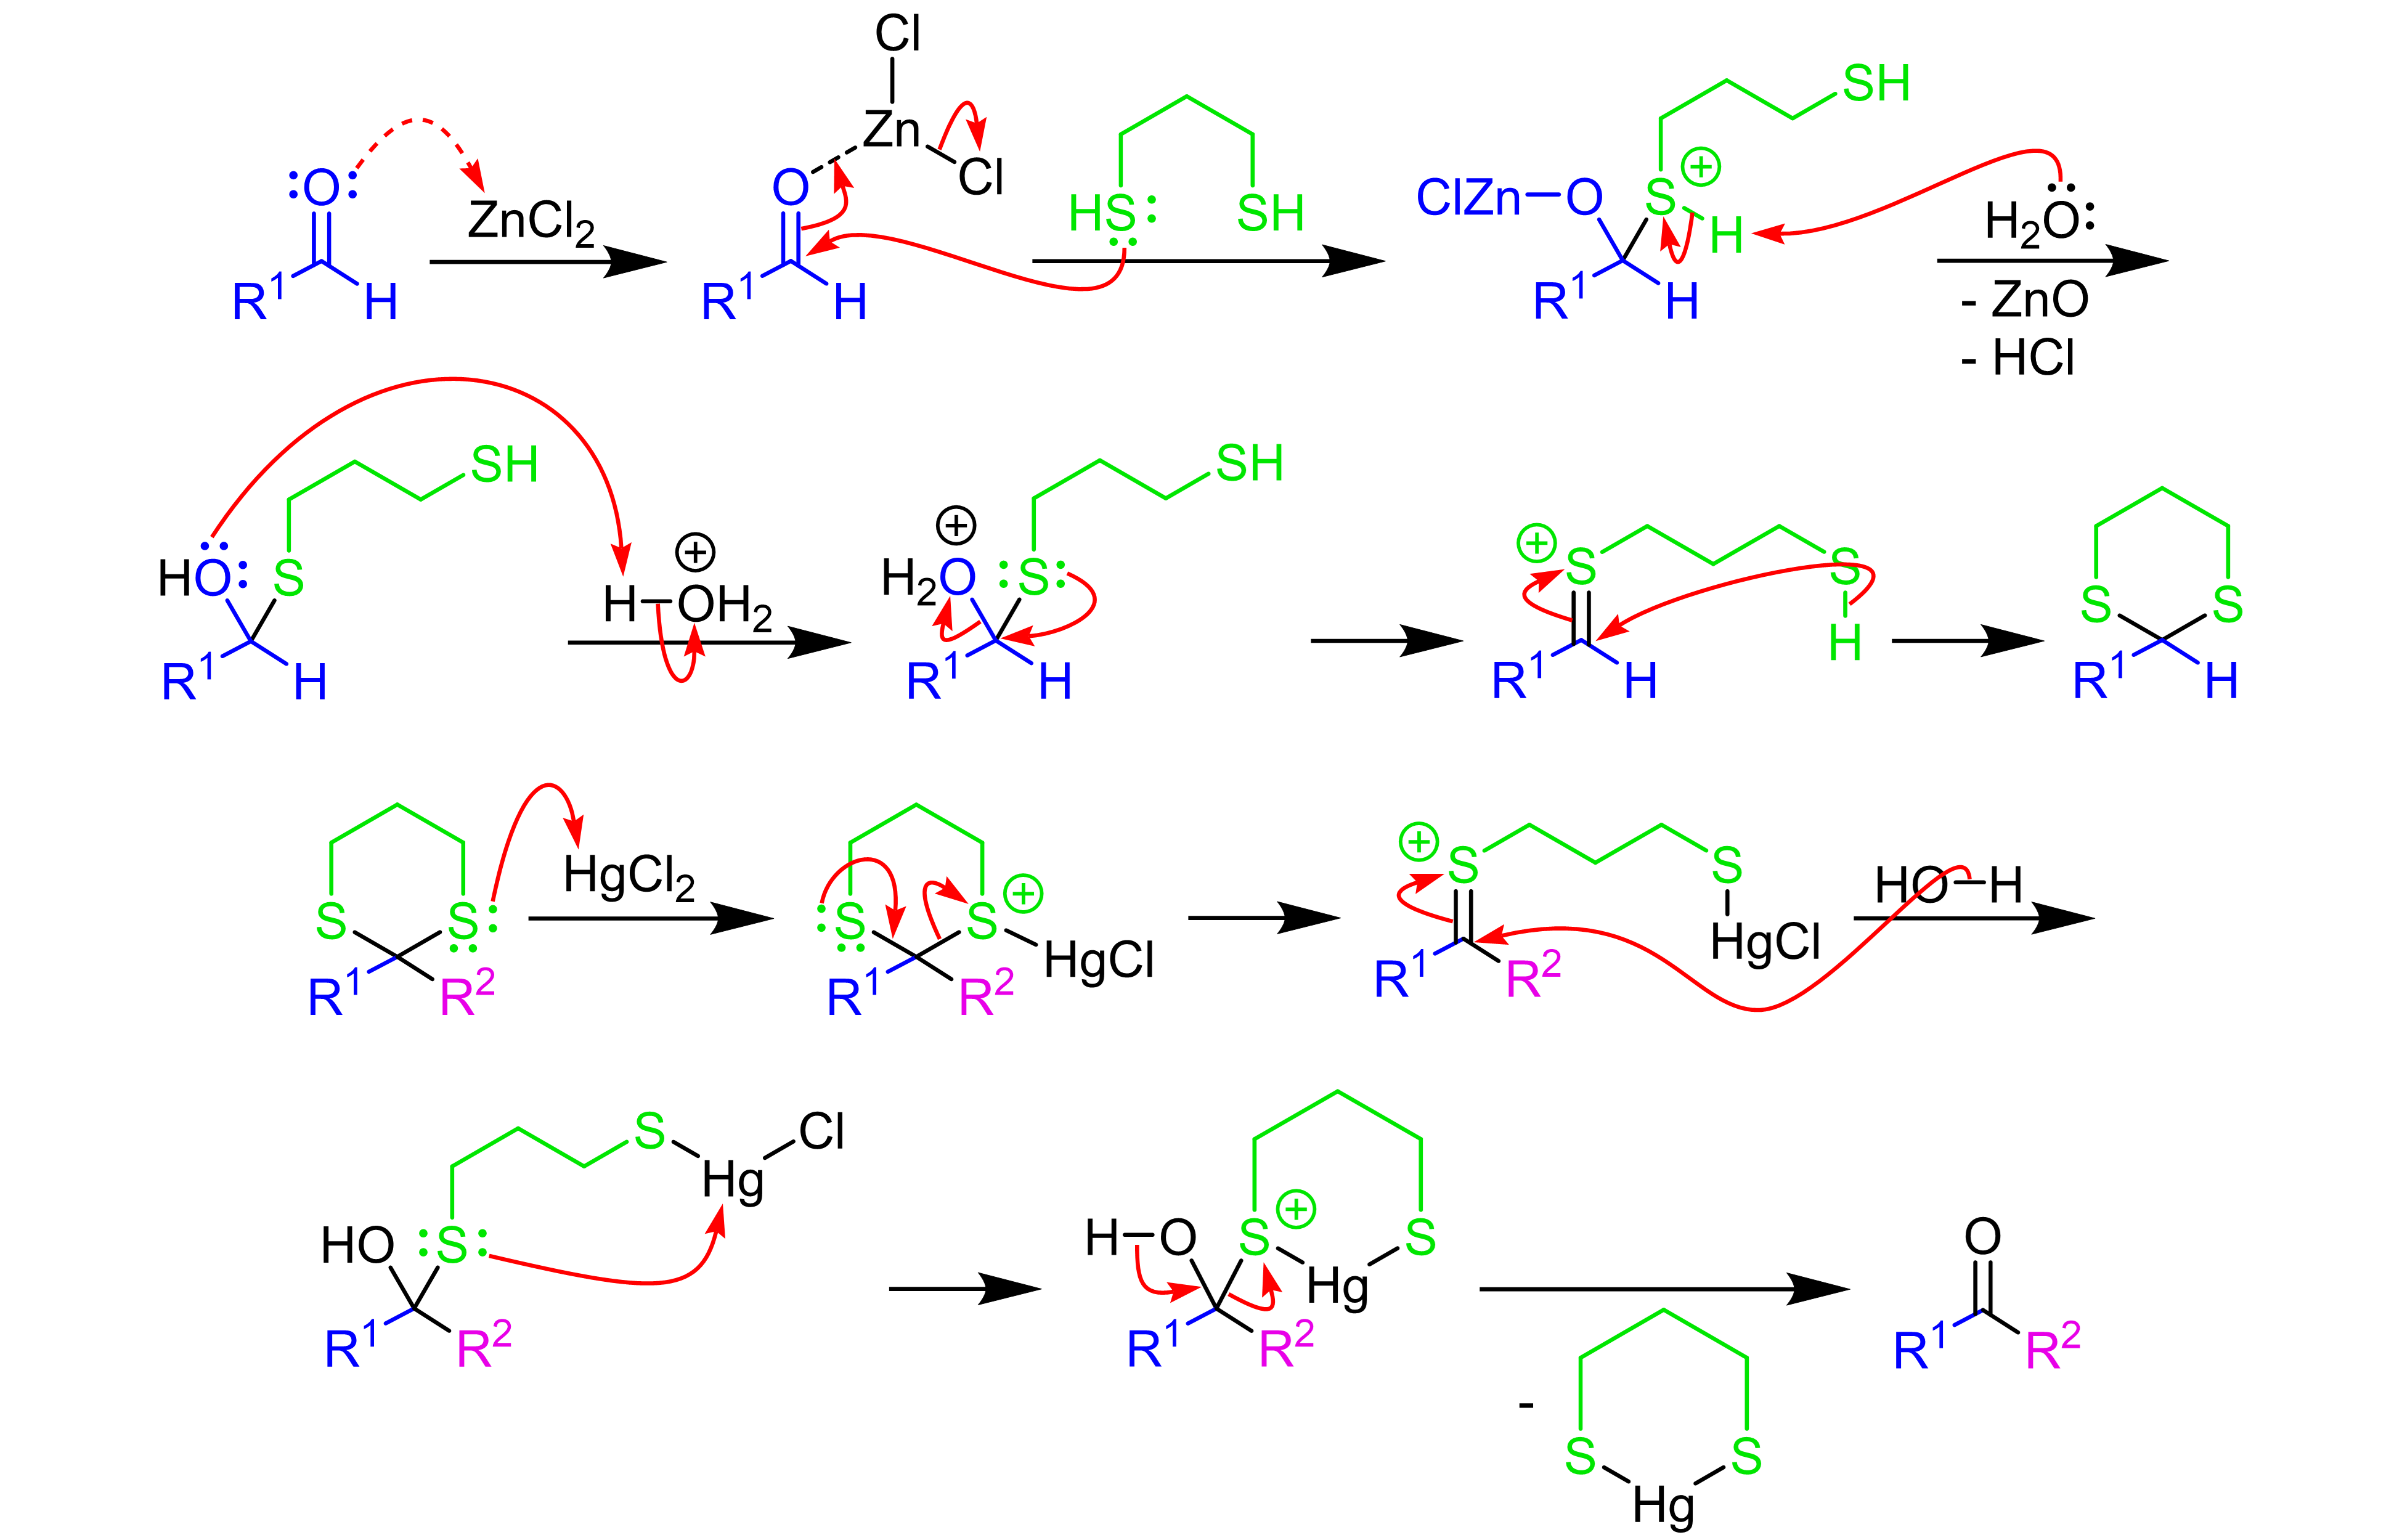 Cl
Zn
Cl
O
ZnCl2
R1 H
O
R1 H
HS SH
SH
ClZn O S + H
R1 H
H2O
- ZnO
- HCl
SH
HO S
R1 H
H OH2 +
SH
+
H2O S
R1 H
+ S S
H
R1 H
S S
R1 H
S S
R1 R2
HgCl2
S S +
HgCl
R1 R2
+ S S
HgCl
R1 R2
HO H
S Cl
Hg
HO S
R1 R2
+
H O S S
Hg
R1 R2
-
S S
Hg
O
R1 R2